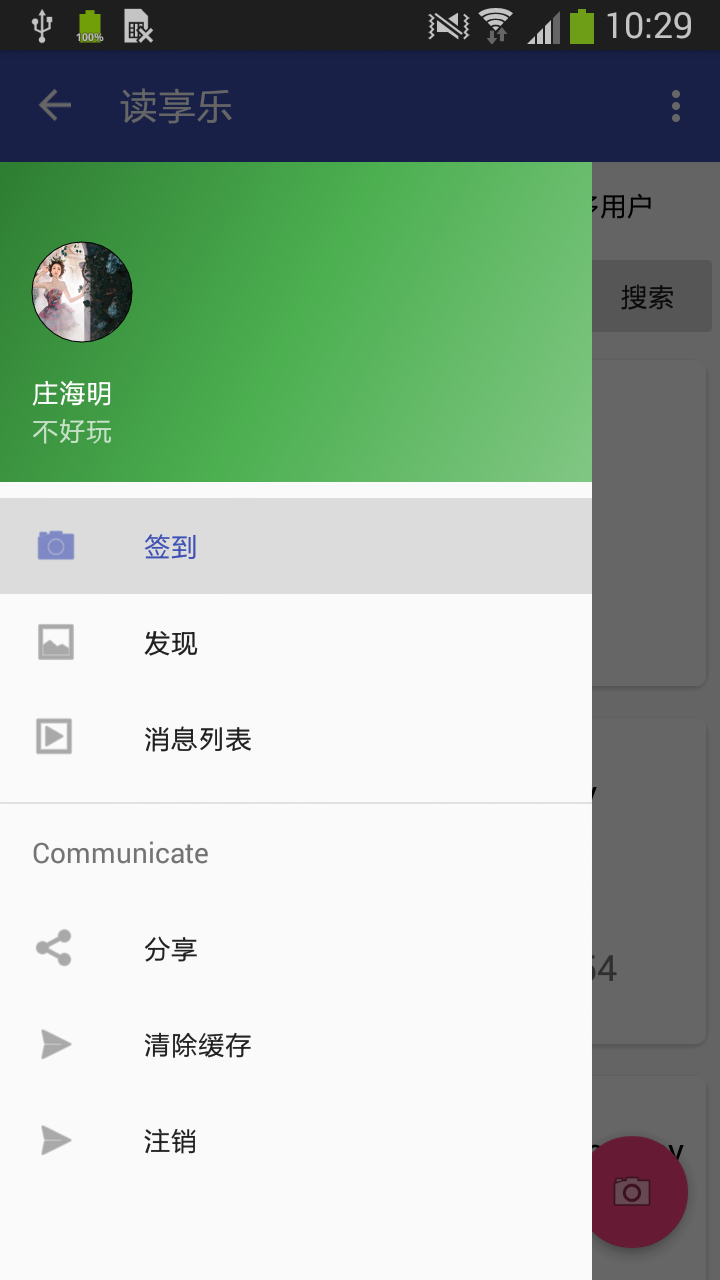 100%
10:29
读享乐
用户
搜索
庄海明
不好玩
签到
发现
消息列表
Communicate
54
分享
清除缓存
注销
y